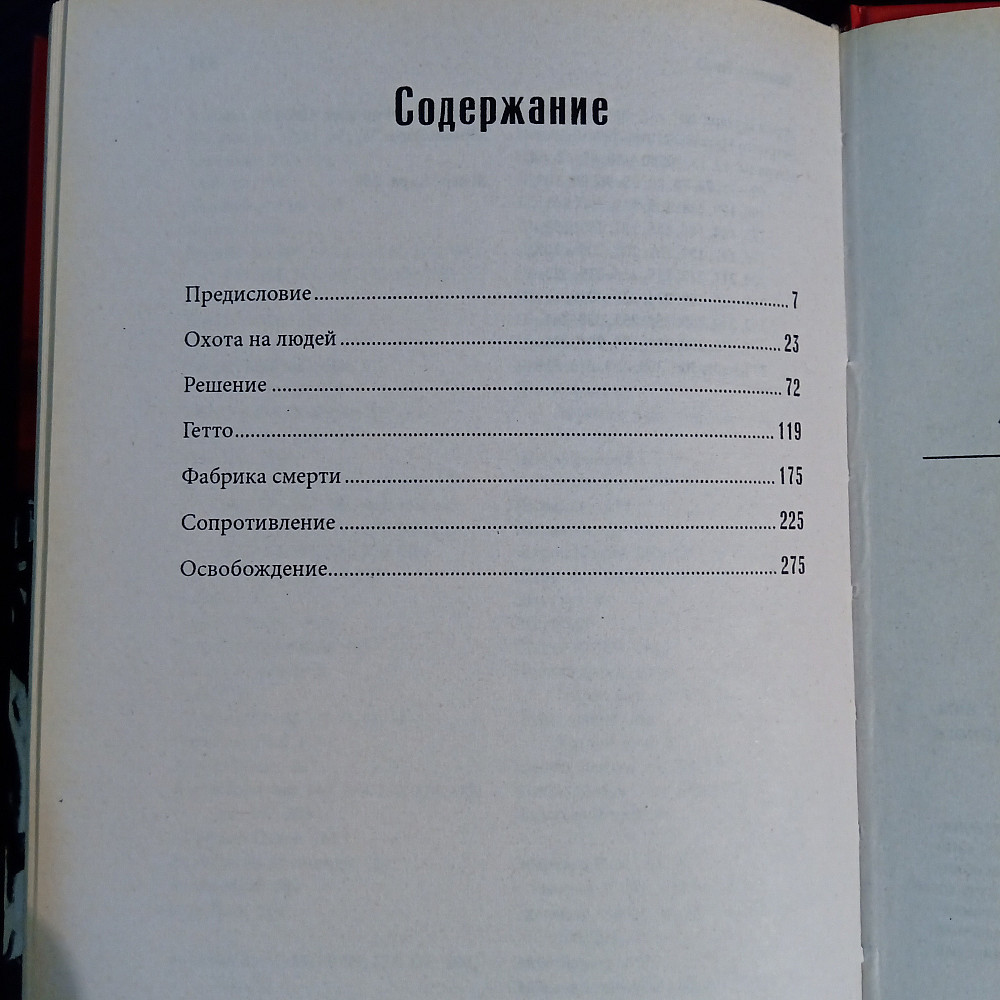 Содержание
Предисловие................................................................7
Охота на людей................................................................23
Решение................................................................72
Гетто................................................................119
Фабрика смерти................................................................175
Сопротивление................................................................225
Освобождение................................................................275